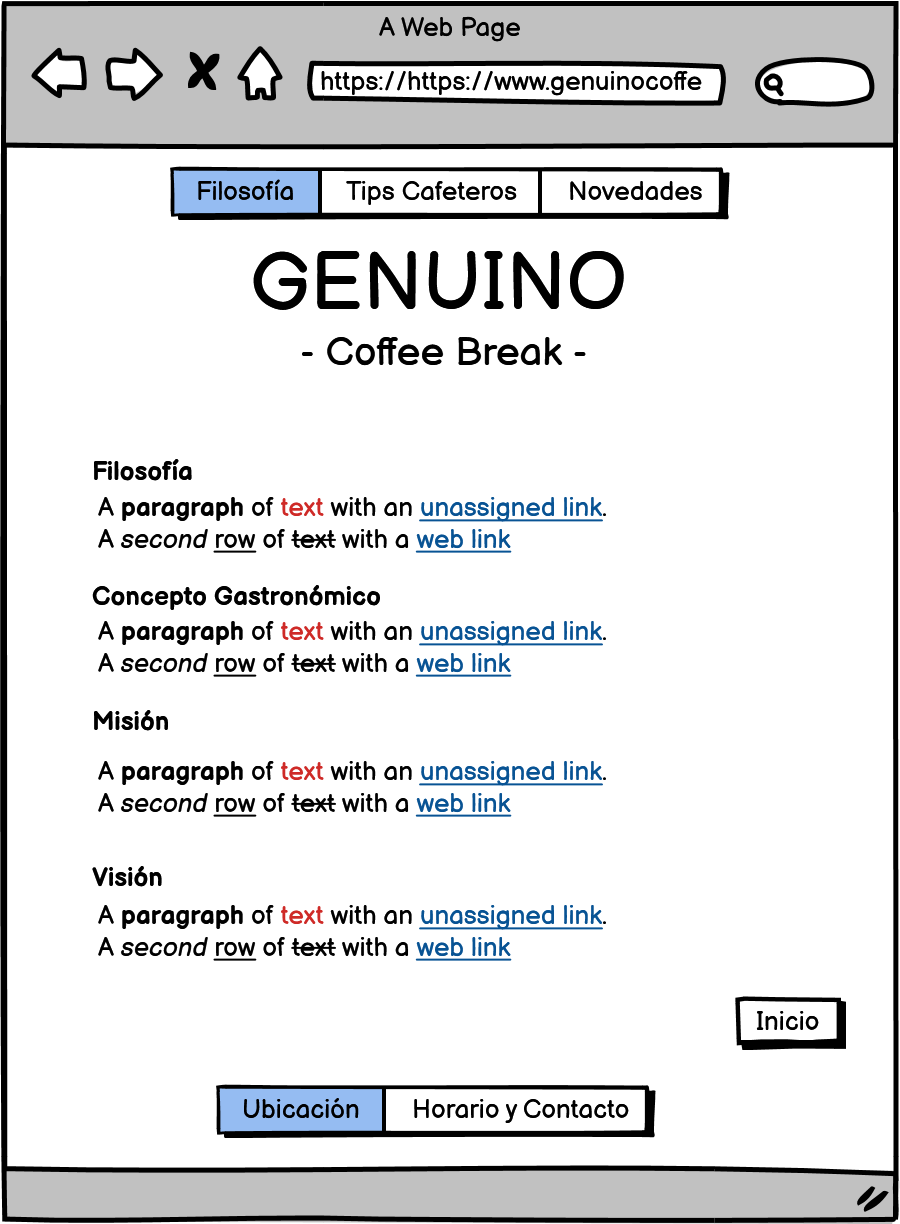 A Web Page
https://https://www.genuinocoffe
Filosofía
Tips Cafeteros
Novedades
GENUINO
- Coffee Break -
Filosofía
A paragraph of text with an unassigned link.
A second row of text with a web link
Concepto Gastronómico
A paragraph of text with an unassigned link.
A second row of text with a web link
Misión
A paragraph of text with an unassigned link.
A second row of text with a web link
Visión
A paragraph of text with an unassigned link.
A second row of text with a web link
Inicio
Ubicación
Horario y Contacto